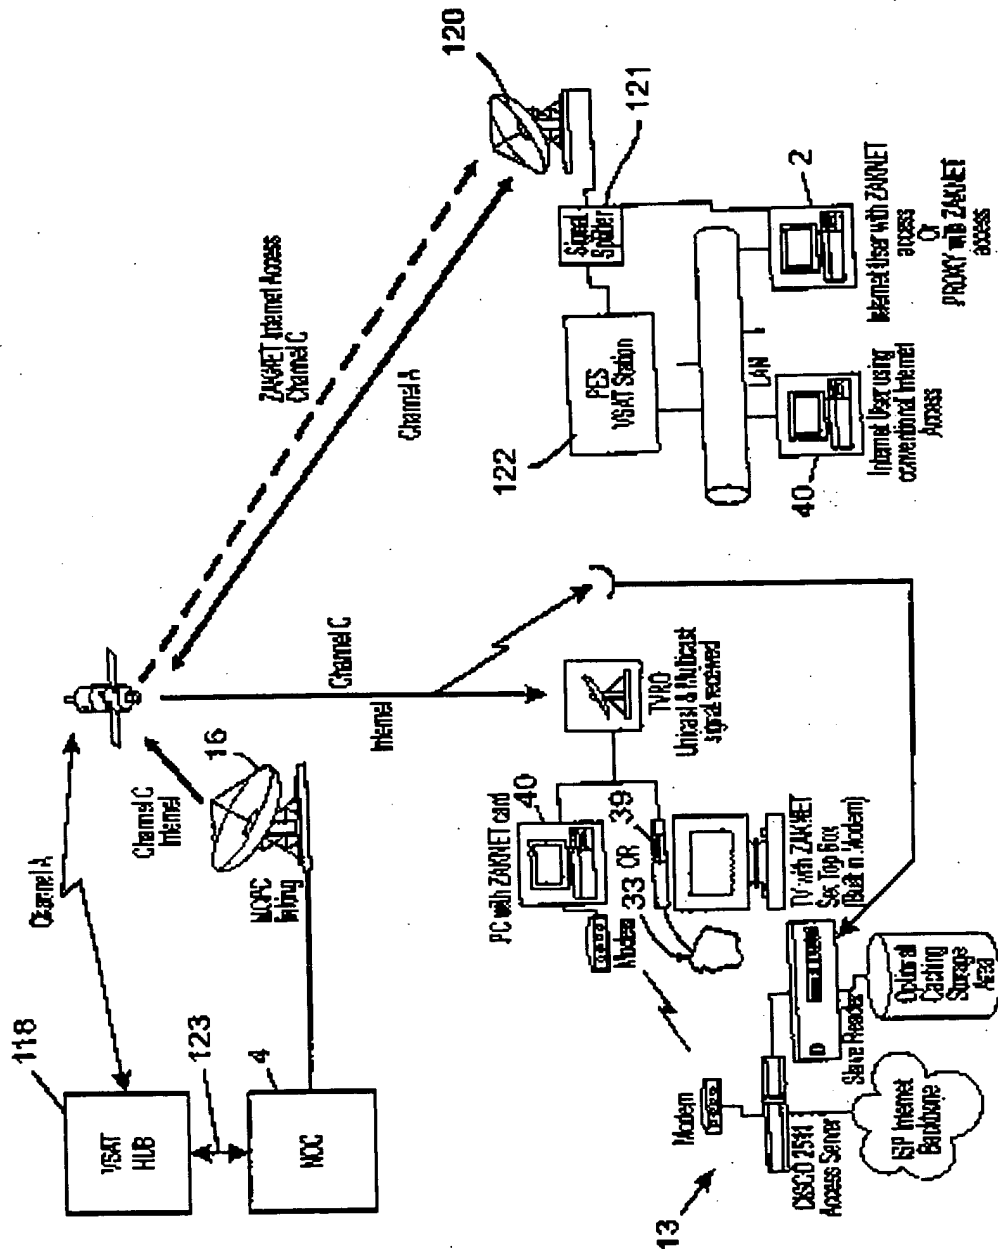 118
VSAT
HUB
123
4
NOC
Channel A
Channel C
Internet
16
ZAKNET Internet Access
Channel C
Channel A
120
Signal
Splitter
121
PES
VSAT Station
122
LAN
2
Internet User with ZAKNET
access
Or
PROXY with ZAKNET
access
40
Internet User using
conventional Internet
Access
Internet
Channel C
TVRO
Unicast & Multicast
signal received
PC with ZAKNET card
40
Modem
33
OR
39
TV with ZAKNET
Set Top Box
(Built in Modem)
Modem
13
CISCO 2511
Access Server
ISP Internet
Backbone
D
Slave Reader
Optional
Caching
Storage
Area